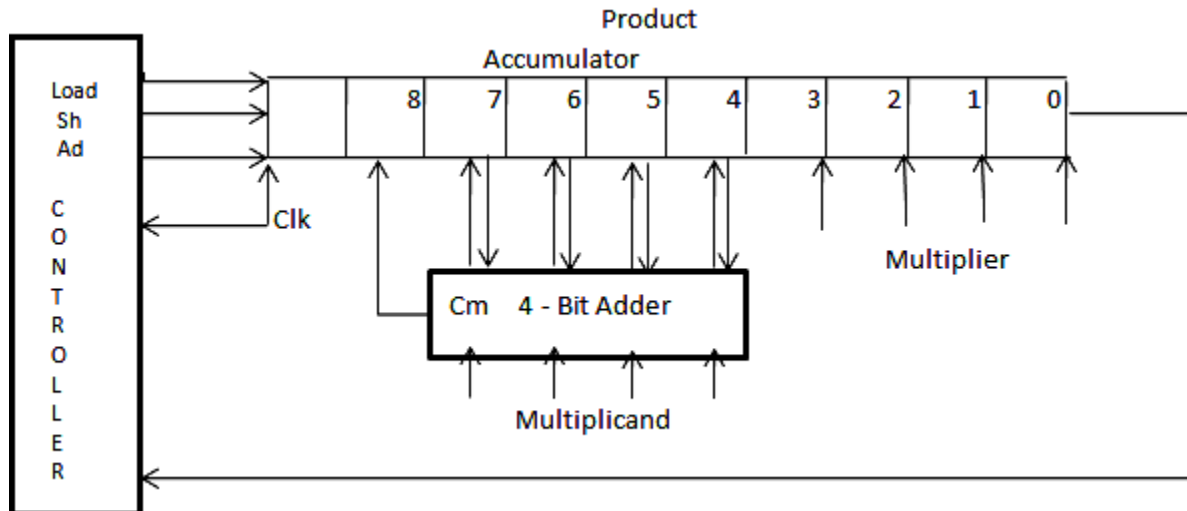 Product
Accumulator
Load
Sh
Ad
8 7 6 5 4 3 2 1 0
C
O
N
T
R
O
L
L
E
R
Clk
Multiplier
Cm 4 - Bit Adder
Multiplicand